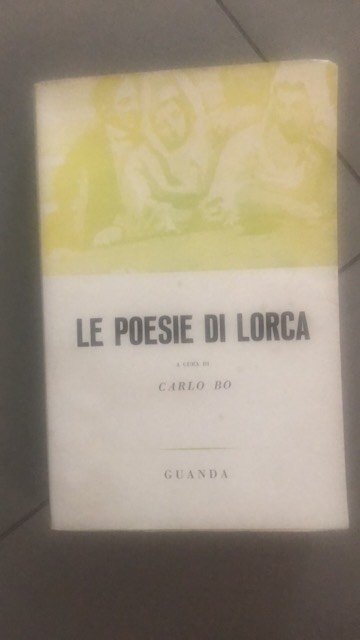 LE POESIE DI LORCA
A CURA DI
CARLO BO
GUANDA